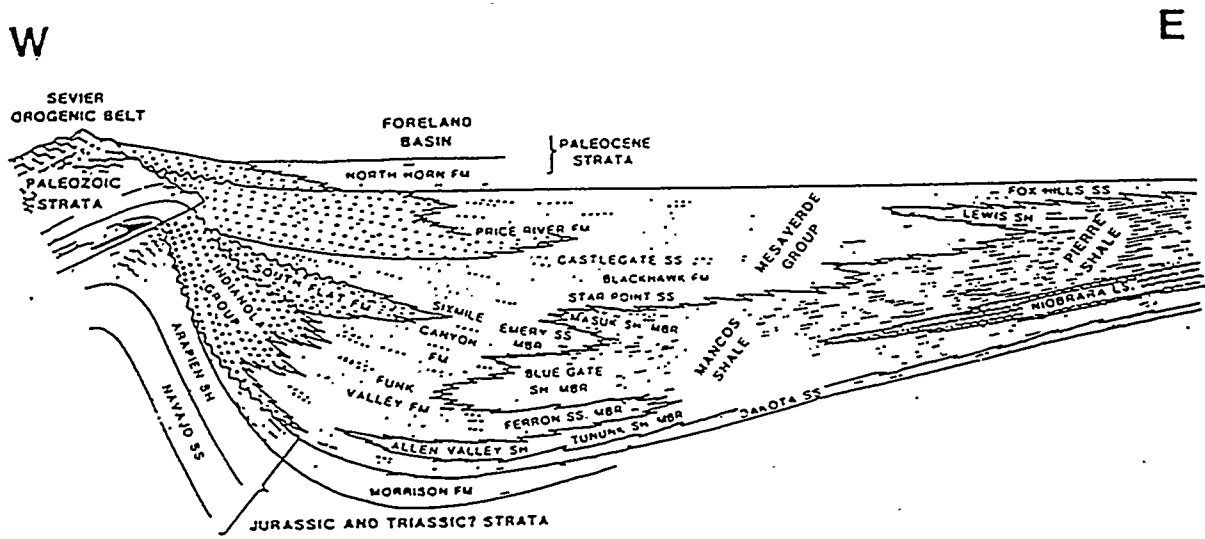 W
E
SEVIER
OROGENIC BELT
FORELAND
BASIN
PALEOCENE
STRATA
NORTH HORN FM
PALEOZOIC
STRATA
FOX HILLS SS
LEWIS SH
PRICE RIVER FM
MESAVERDE
GROUP
PIERRE
SHALE
CASTLEGATE SS
BLACKHAWK FM
STAR POINT SS
NIOBRARA LS.
INDIANOLA
GROUP
SOUTH FLAT FM
SIXMILE
CANYON
FM
EMERY SS
MBR
MASUK SH MBR
MANCOS
SHALE
BLUE GATE
SH MBR
FUNK
VALLEY FM
ARAPIEN SH
NAVAJO SS
FERRON SS. MBR
TUNUNK SH MBR
DAKOTA SS
ALLEN VALLEY SH
MORRISON FM
JURASSIC AND TRIASSIC? STRATA